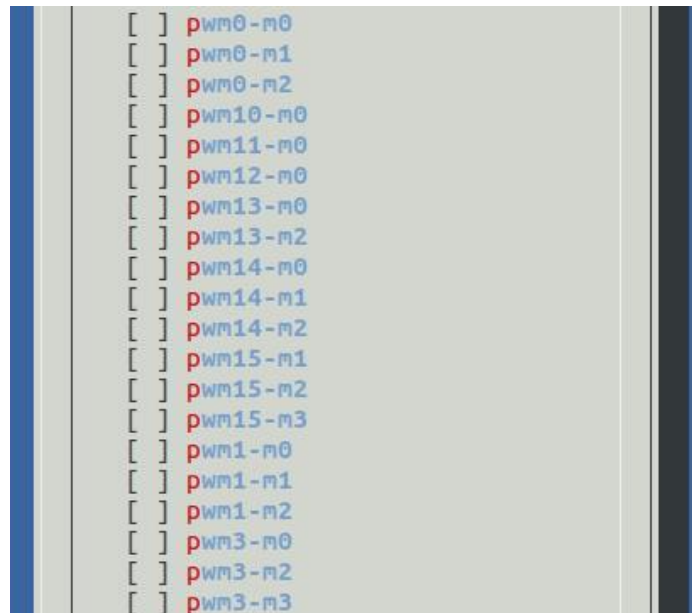 [ ] pwm0-m0
[ ] pwm0-m1
[ ] pwm0-m2
[ ] pwm10-m0
[ ] pwm11-m0
[ ] pwm12-m0
[ ] pwm13-m0
[ ] pwm13-m2
[ ] pwm14-m0
[ ] pwm14-m1
[ ] pwm14-m2
[ ] pwm15-m1
[ ] pwm15-m2
[ ] pwm15-m3
[ ] pwm1-m0
[ ] pwm1-m1
[ ] pwm1-m2
[ ] pwm3-m0
[ ] pwm3-m2
[ ] pwm3-m3